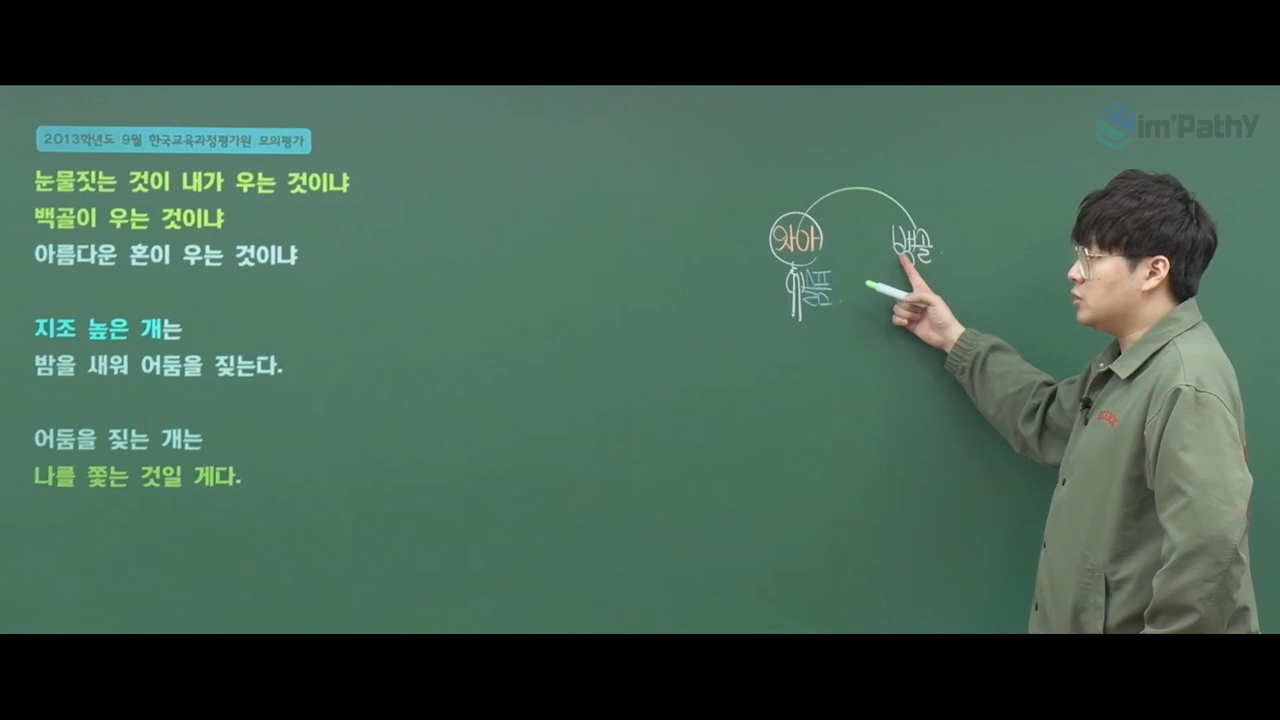 2013학년도 9월 한국교육과정평가원 모의평가
눈물짓는 것이 내가 우는 것이냐
백골이 우는 것이냐
아름다운 혼이 우는 것이냐
지조 높은 개는
밤을 새워 어둠을 짖는다.
어둠을 짖는 개는
나를 쫓는 것일 게다.
자아
백골
슬픔
im'PathY